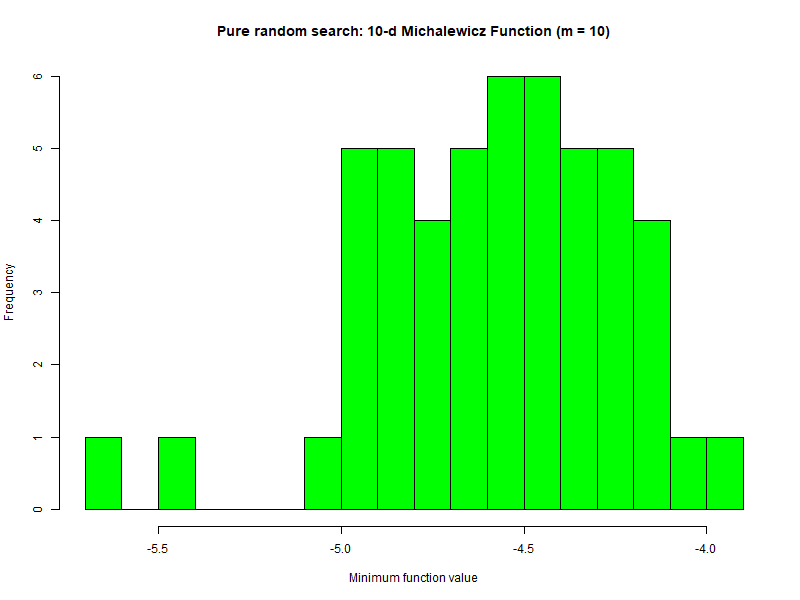 Pure random search: 10-d Michalewicz Function (m = 10)
6
5
4
3
2
1
0
Frequency
-5.5 -5.0 -4.5 -4.0
Minimum function value